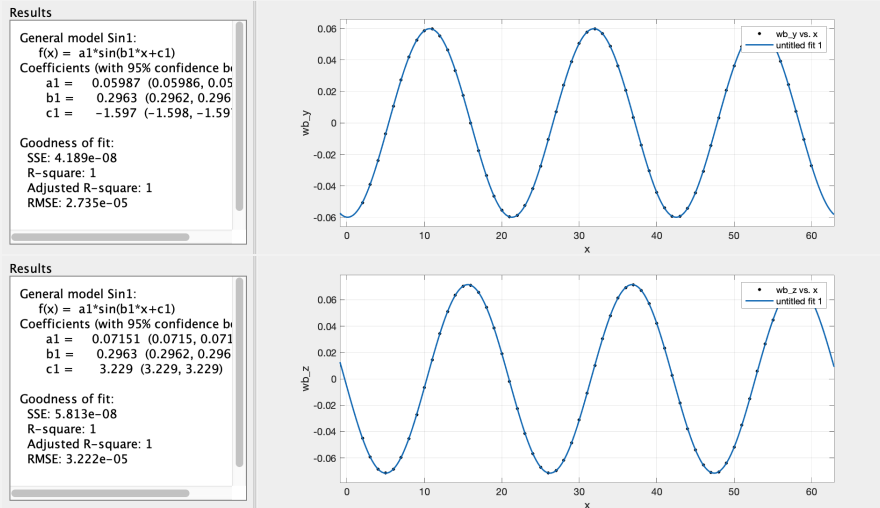 Results
General model Sin1:
f(x) = a1*sin(b1*x+c1)
Coefficients (with 95% confidence
a1 = 0.05987 (0.05986, 0.05
b1 = 0.2963 (0.2962, 0.296
c1 = -1.597 (-1.598, -1.59
Goodness of fit:
SSE: 4.189e-08
R-square: 1
Adjusted R-square: 1
RMSE: 2.735e-05
wb_y
0.06
0.04
0.02
0
-0.02
-0.04
-0.06
0 10 20 30 40 50 60
x
wb_y vs. x
untitled fit 1
Results
General model Sin1:
f(x) = a1*sin(b1*x+c1)
Coefficients (with 95% confidence
a1 = 0.07151 (0.0715, 0.071
b1 = 0.2963 (0.2962, 0.296
c1 = 3.229 (3.229, 3.229)
Goodness of fit:
SSE: 5.813e-08
R-square: 1
Adjusted R-square: 1
RMSE: 3.222e-05
wb_z
0.06
0.04
0.02
0
-0.02
-0.04
-0.06
0 10 20 30 40 50 60
x
wb_z vs. x
untitled fit 1